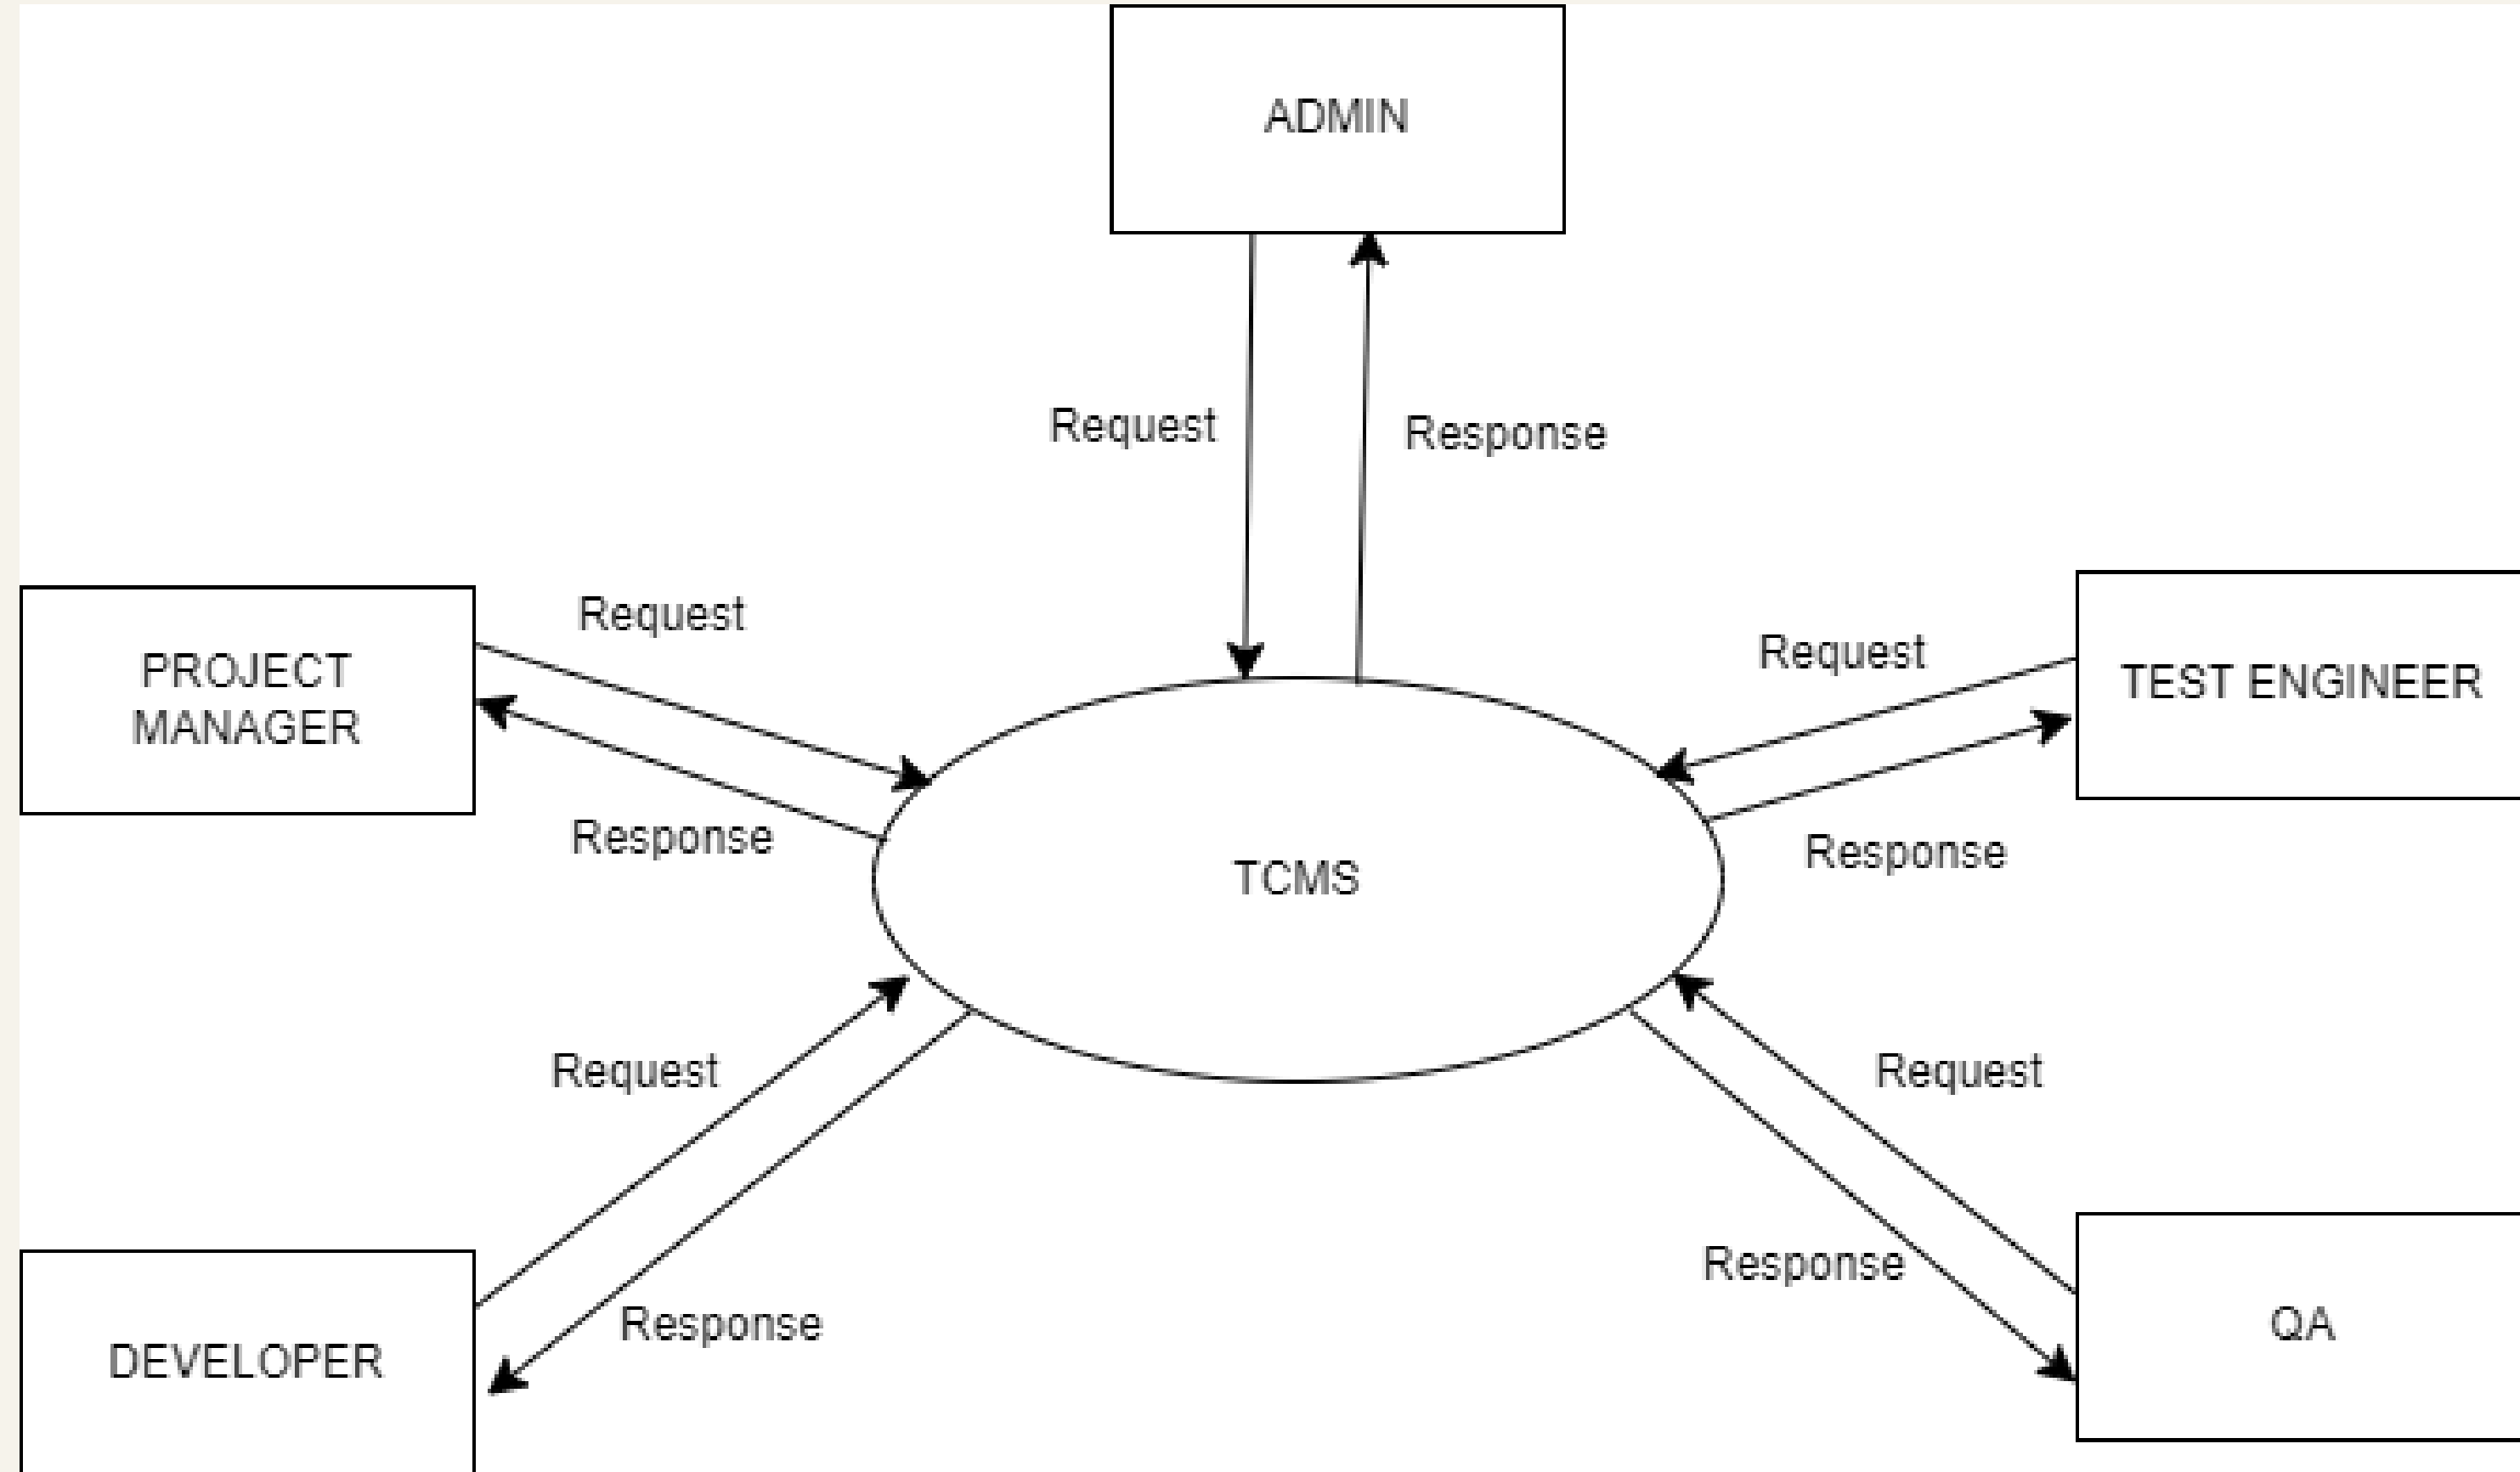 ADMIN
Request
Response
PROJECT
MANAGER
Request
Response
Request
TEST ENGINEER
Response
TCMS
Request
Response
DEVELOPER
Request
Response
QA